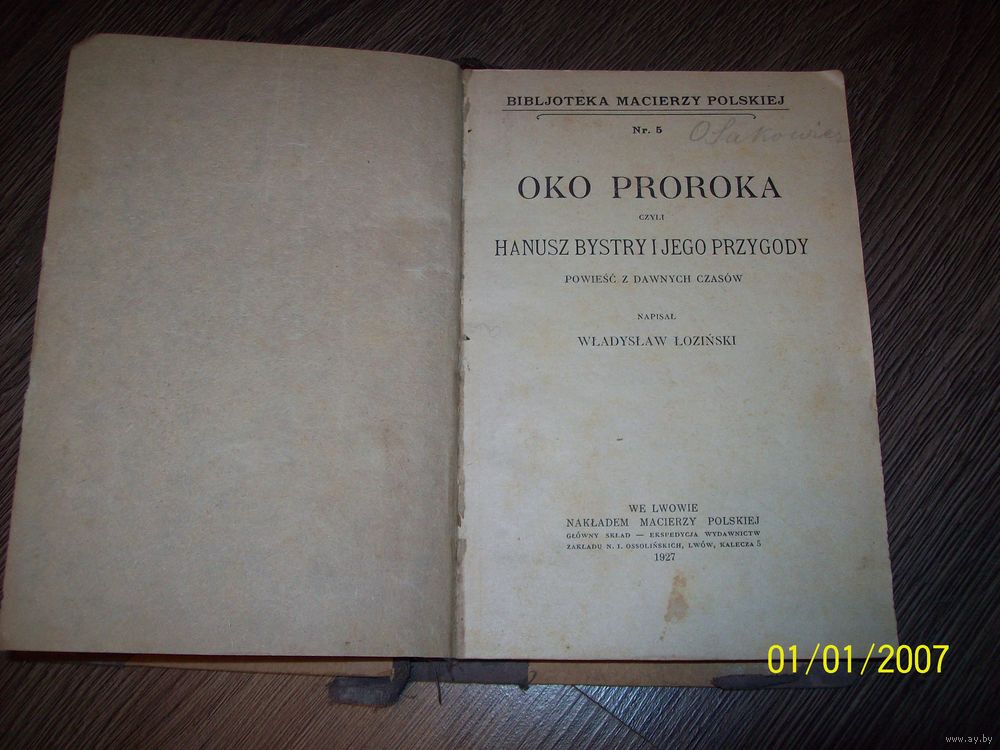 BIBLJOTEKA MACIERZY POLSKIEJ
Nr. 5
OKO PROROKA
CZYLI
HANUSZ BYSTRY I JEGO PRZYGODY
POWIEŚĆ Z DAWNYCH CZASÓW
NAPISAŁ
WŁADYSŁAW ŁOZIŃSKI
WE LWOWIE
NAKŁADEM MACIERZY POLSKIEJ
GŁÓWNY SKŁAD — EKSPEDYCJA WYDAWNICTW
ZAKŁADU N. I. OSSOLIŃSKICH, LWÓW, KALECZA 5
1927
01/01/2007
www.ay.by